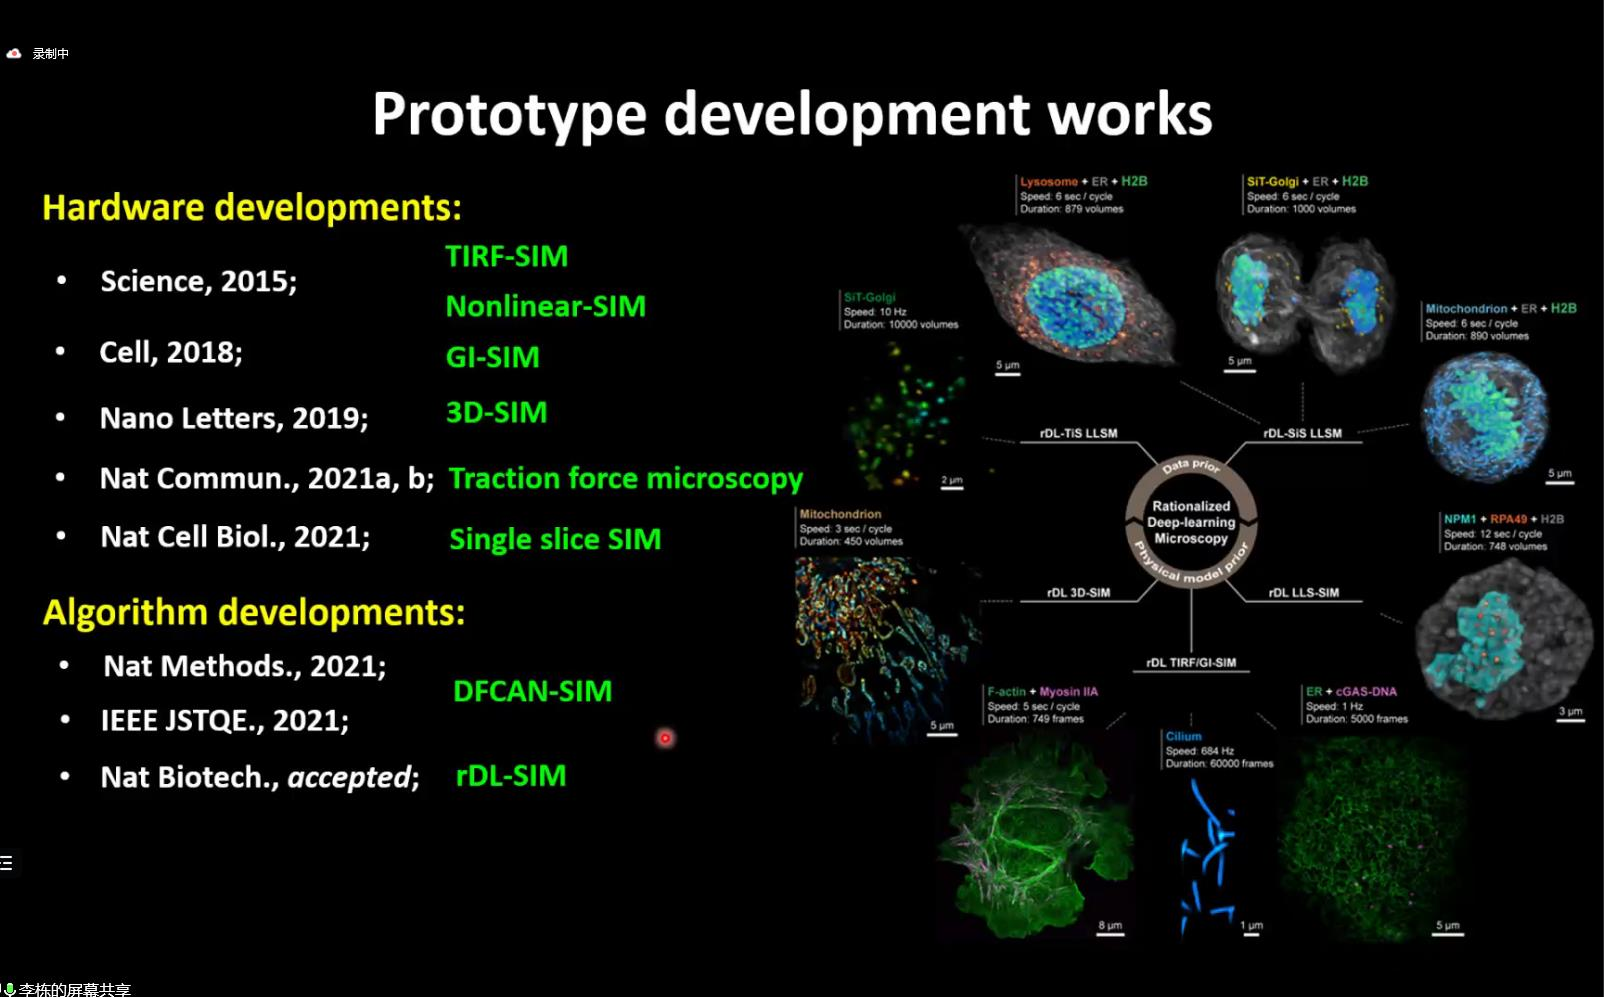 录制中
Prototype development works
Hardware developments:
• Science, 2015;
TIRF-SIM
Nonlinear-SIM
• Cell, 2018;
GI-SIM
• Nano Letters, 2019;
3D-SIM
• Nat Commun., 2021a, b;
Traction force microscopy
• Nat Cell Biol., 2021;
Single slice SIM
Algorithm developments:
• Nat Methods., 2021;
DFCAN-SIM
• IEEE JSTQE., 2021;
• Nat Biotech., accepted;
rDL-SIM
Lysosome + ER + H2B
Speed: 6 sec / cycle
Duration: 879 volumes
5 μm
SiT-Golgi + ER + H2B
Speed: 6 sec / cycle
Duration: 1000 volumes
5 μm
SiT-Golgi
Speed: 10 Hz
Duration: 10000 volumes
2 μm
Mitochondrion + ER + H2B
Speed: 6 sec / cycle
Duration: 890 volumes
5 μm
rDL-TiS LLSM
rDL-SiS LLSM
Data prior
Rationalized
Deep-learning
Microscopy
Physical model prior
Mitochondrion
Speed: 3 sec / cycle
Duration: 450 volumes
5 μm
NPM1 + RPA49 + H2B
Speed: 12 sec / cycle
Duration: 748 volumes
3 μm
rDL 3D-SIM
rDL LLS-SIM
rDL TIRF/GI-SIM
F-actin + Myosin IIA
Speed: 5 sec / cycle
Duration: 749 frames
8 μm
Cilium
Speed: 684 Hz
Duration: 60000 frames
1 μm
ER + cGAS-DNA
Speed: 1 Hz
Duration: 5000 frames
5 μm
李栋的屏幕共享